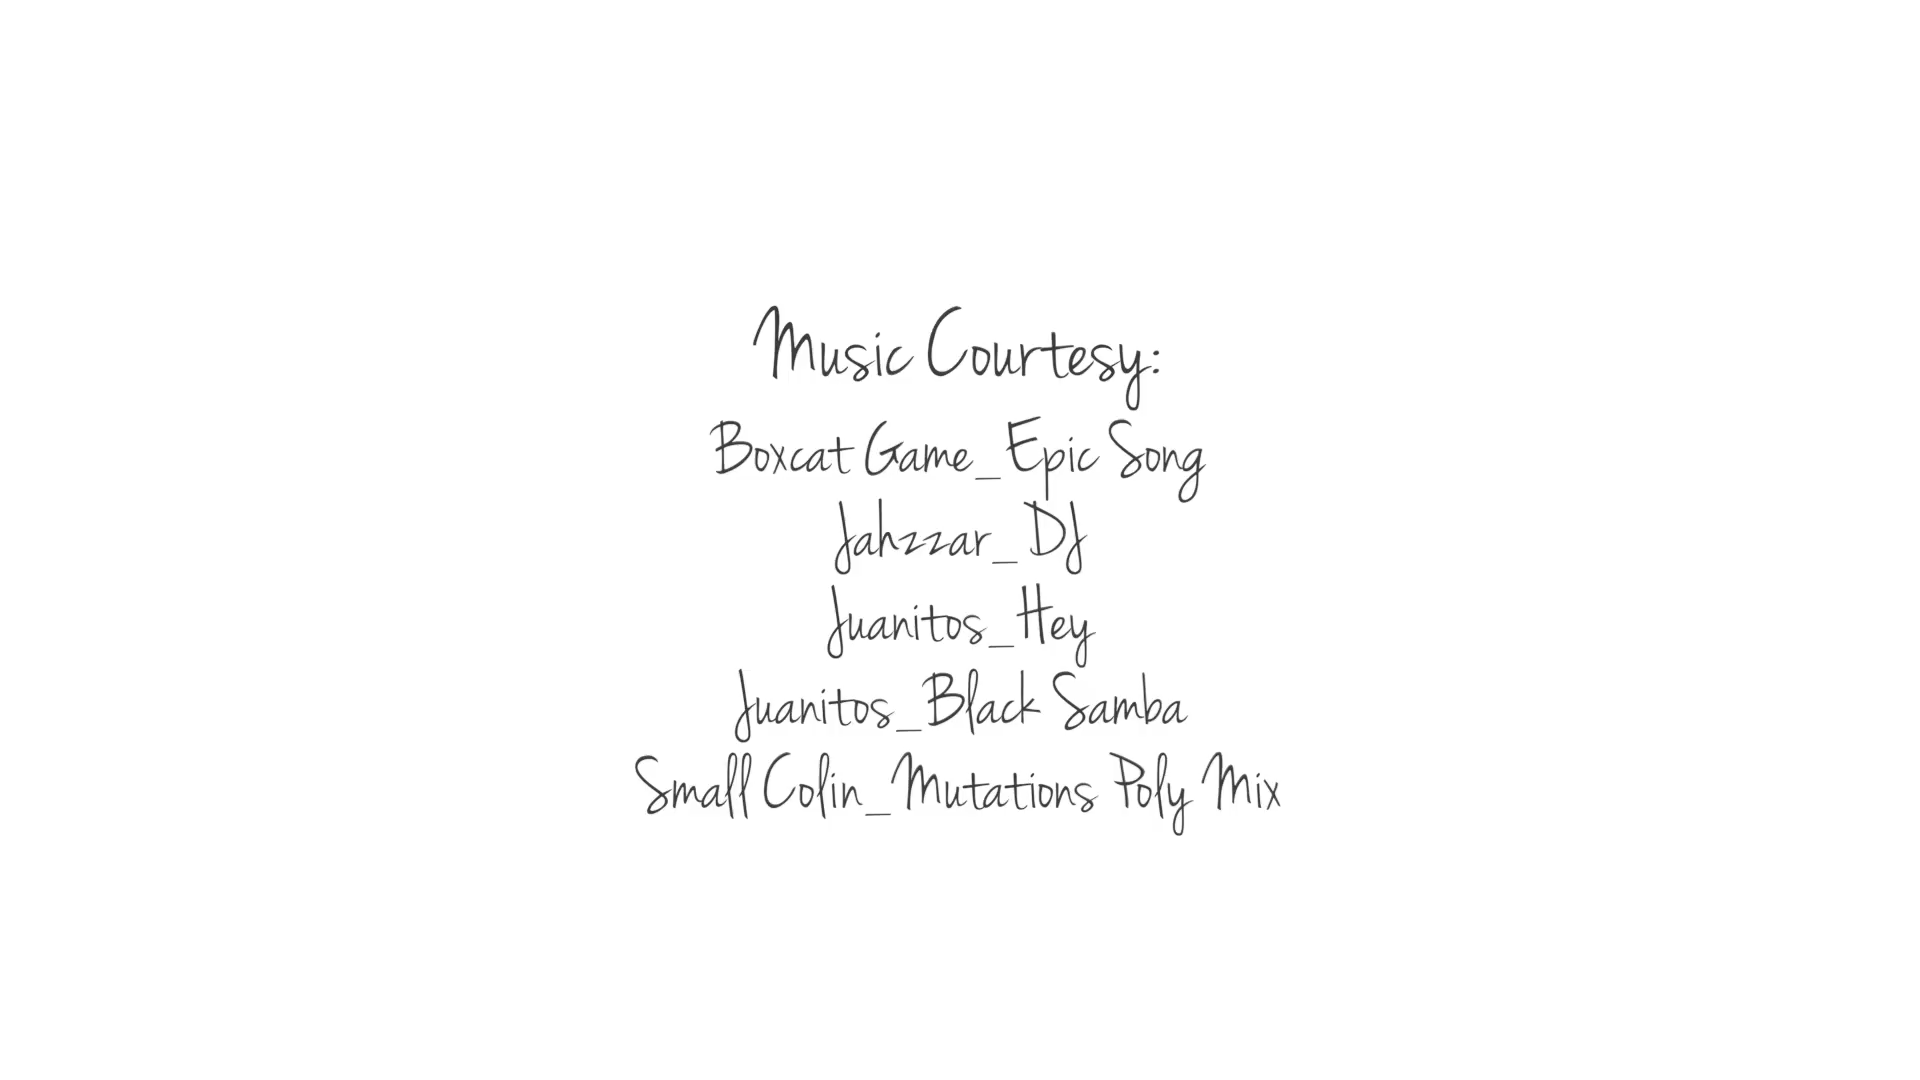 Music Courtesy:
Boxcat Game_Epic Song
Jahzzar_DJ
Juanitos_Hey
Juanitos_Black Samba
Small Colin_Mutations Poly Mix